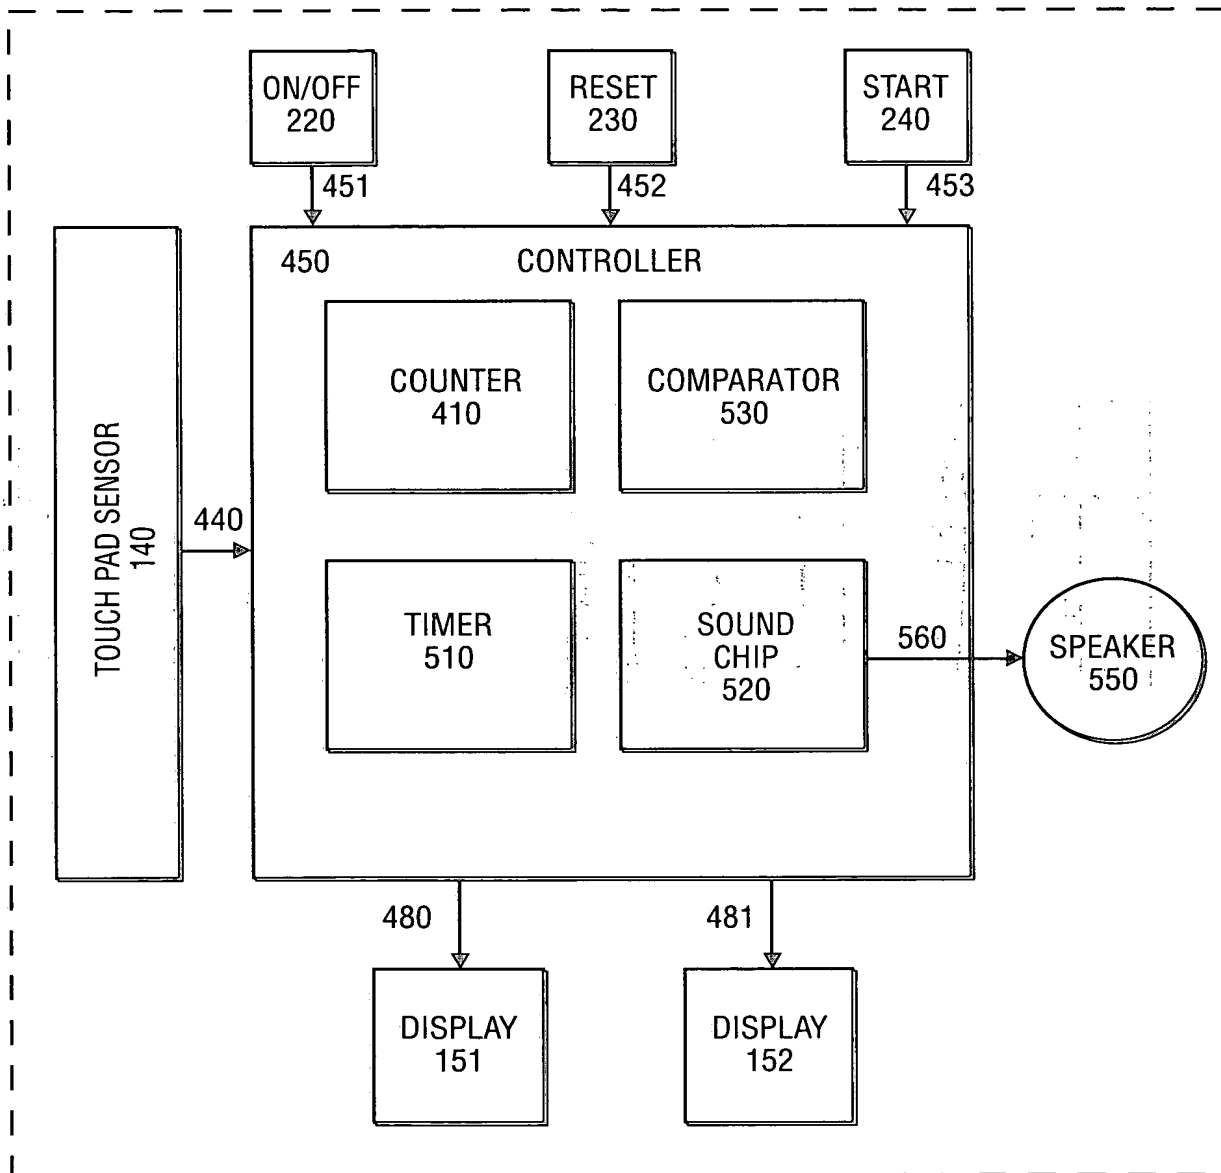 ON/OFF
220
RESET
230
START
240
451
452
453
450
CONTROLLER
COUNTER
410
COMPARATOR
530
TOUCH PAD SENSOR
140
440
TIMER
510
SOUND
CHIP
520
560
SPEAKER
550
480
481
DISPLAY
151
DISPLAY
152